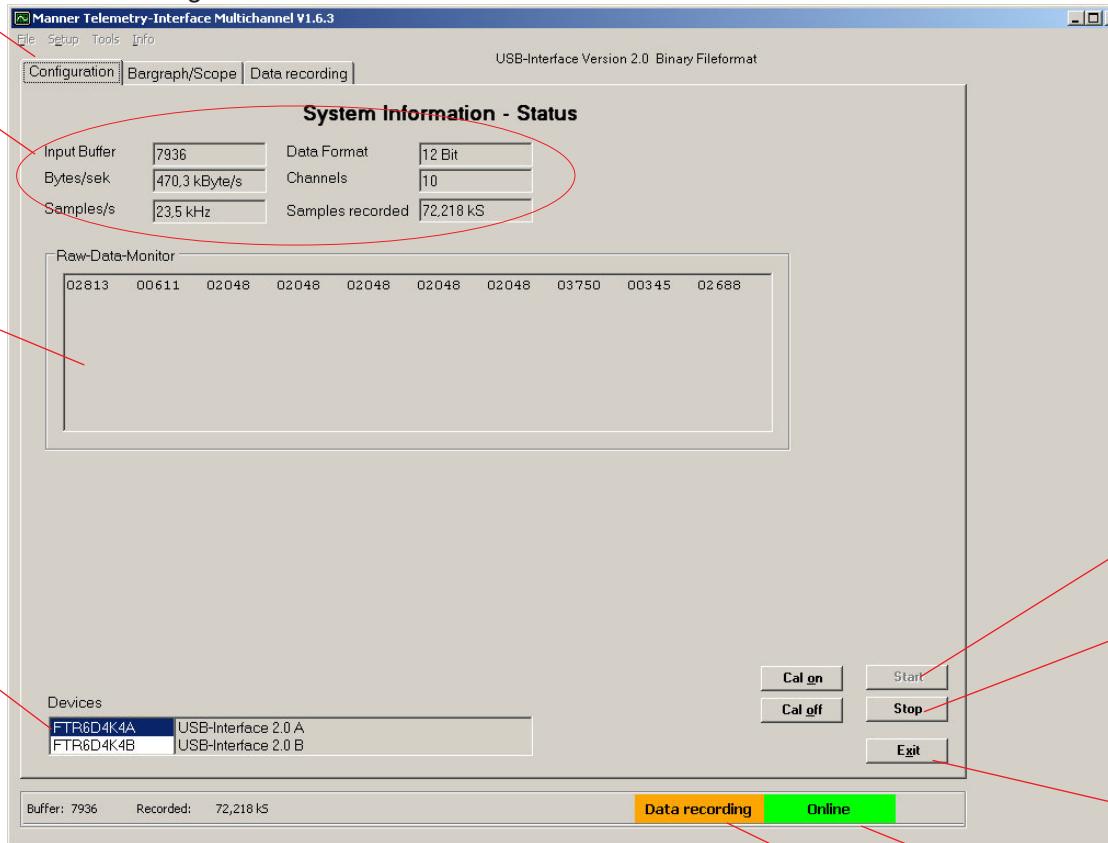 Manner Telemetry-Interface Multichannel V1.6.3
File Setup Tools Info
USB-Interface Version 2.0 Binary Fileformat
Configuration Bargraph/Scope Data recording
System Information - Status
Input Buffer 7936 Data Format 12 Bit
Bytes/sek 470,3 kByte/s Channels 10
Samples/s 23,5 kHz Samples recorded 72,218 kS
Raw-Data-Monitor
02813 00611 02048 02048 02048 02048 02048 03750 00345 02688
Cal on Start
Devices Cal off Stop
FTR6D4K4A USB-Interface 2.0 A
FTR6D4K4B USB-Interface 2.0 B
Exit
Buffer: 7936 Recorded: 72,218 kS Data recording Online